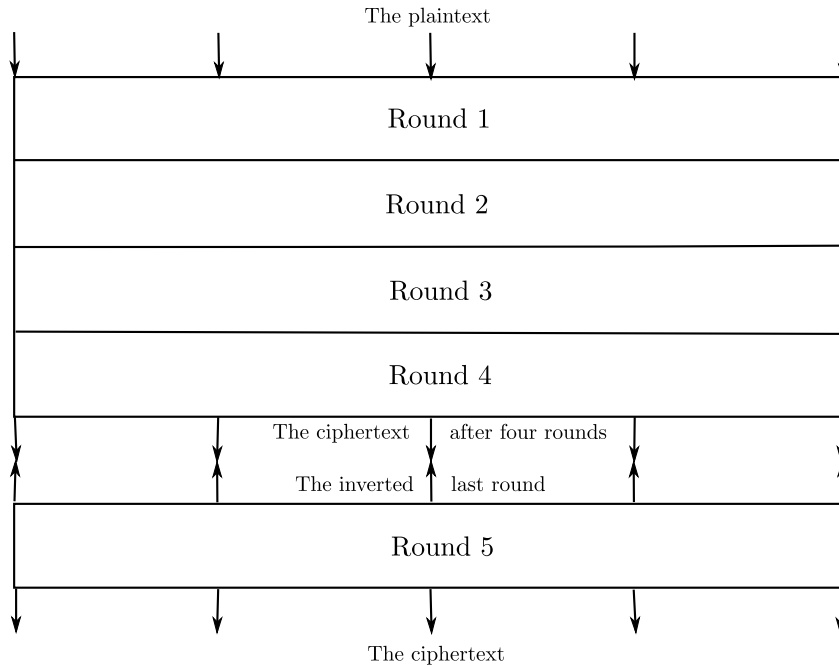 The plaintext
Round 1
Round 2
Round 3
Round 4
The ciphertext after four rounds
The inverted last round
Round 5
The ciphertext